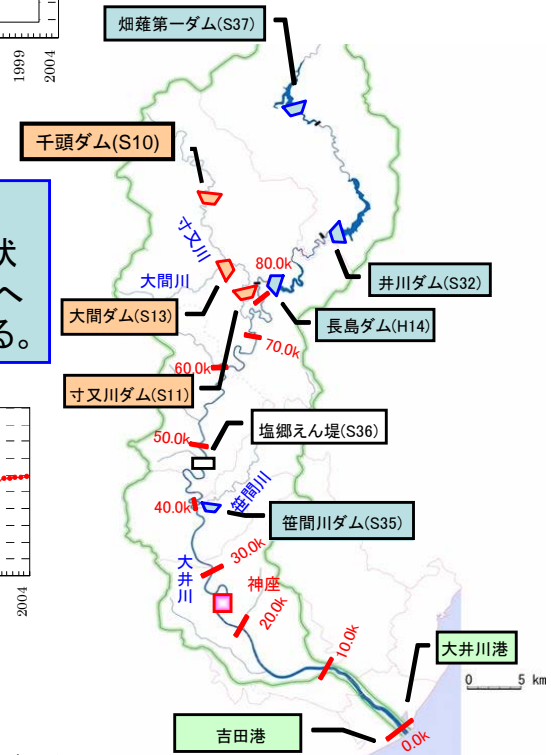 1999
2004
畑薙第一ダム(S37)
千頭ダム(S10)
状
へ
る。
寸又川
大間川
80.0k
井川ダム(S32)
大間ダム(S13)
長島ダム(H14)
70.0k
60.0k
寸又川ダム(S11)
50.0k
塩郷えん堤(S36)
40.0k
笹間川
笹間川ダム(S35)
大井川
30.0k
神座
2004
20.0k
10.0k
大井川港
0 5 km
吉田港
0.0k